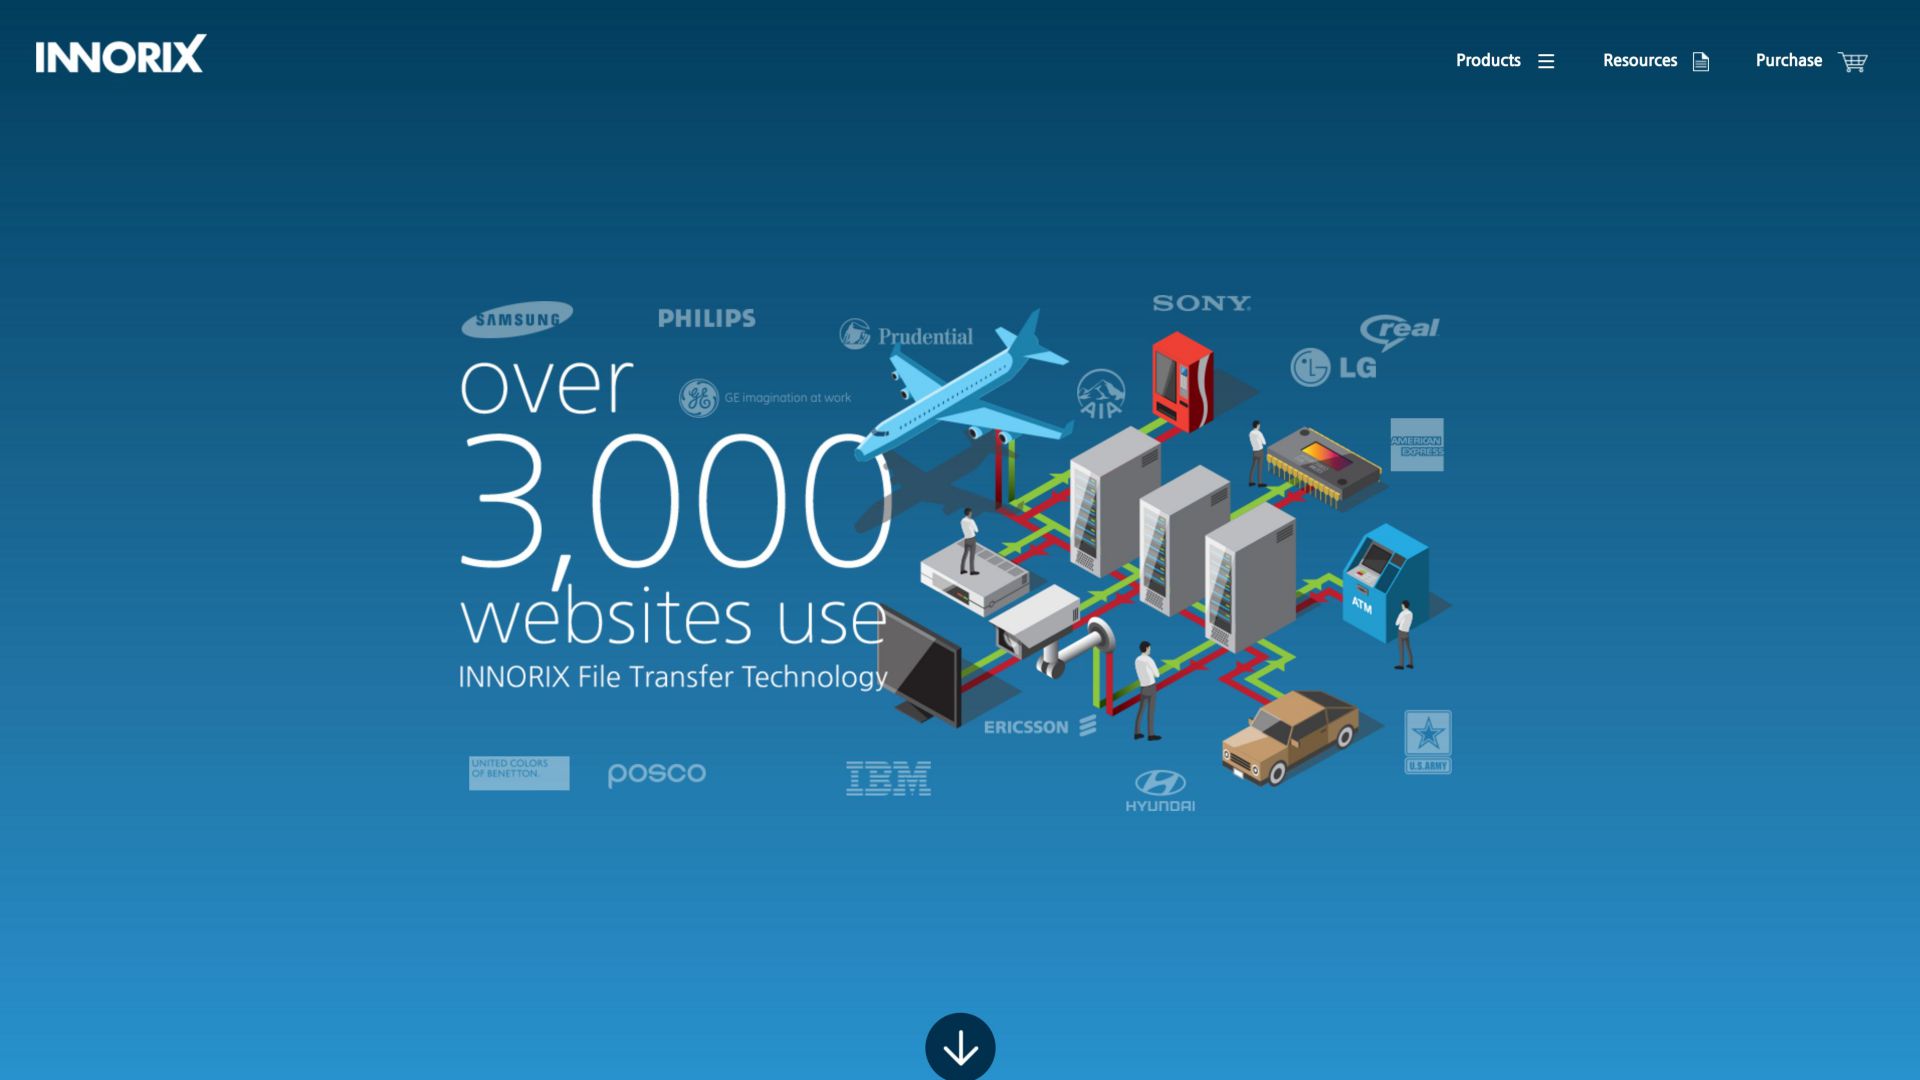 INNORIX
Products
Resources
Purchase
SAMSUNG
PHILIPS
Prudential
SONY
real
LG
over
GE imagination at work
AIA
3,000
AMERICAN
EXPRESS
websites use
ATM
INNORIX File Transfer Technology
ERICSSON
U.S.ARMY
UNITED COLORS
OF BENETTON.
posco
IBM
HYUNDAI